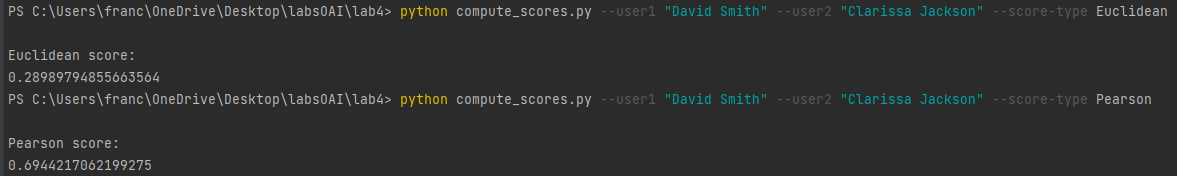 PS C:\Users\franc\OneDrive\Desktop\labsOAI\lab4> python compute_scores.py --user1 "David Smith" --user2 "Clarissa Jackson" --score-type Euclidean
Euclidean score:
0.28989794855663564
PS C:\Users\franc\OneDrive\Desktop\labsOAI\lab4> python compute_scores.py --user1 "David Smith" --user2 "Clarissa Jackson" --score-type Pearson
Pearson score:
0.6944217062199275